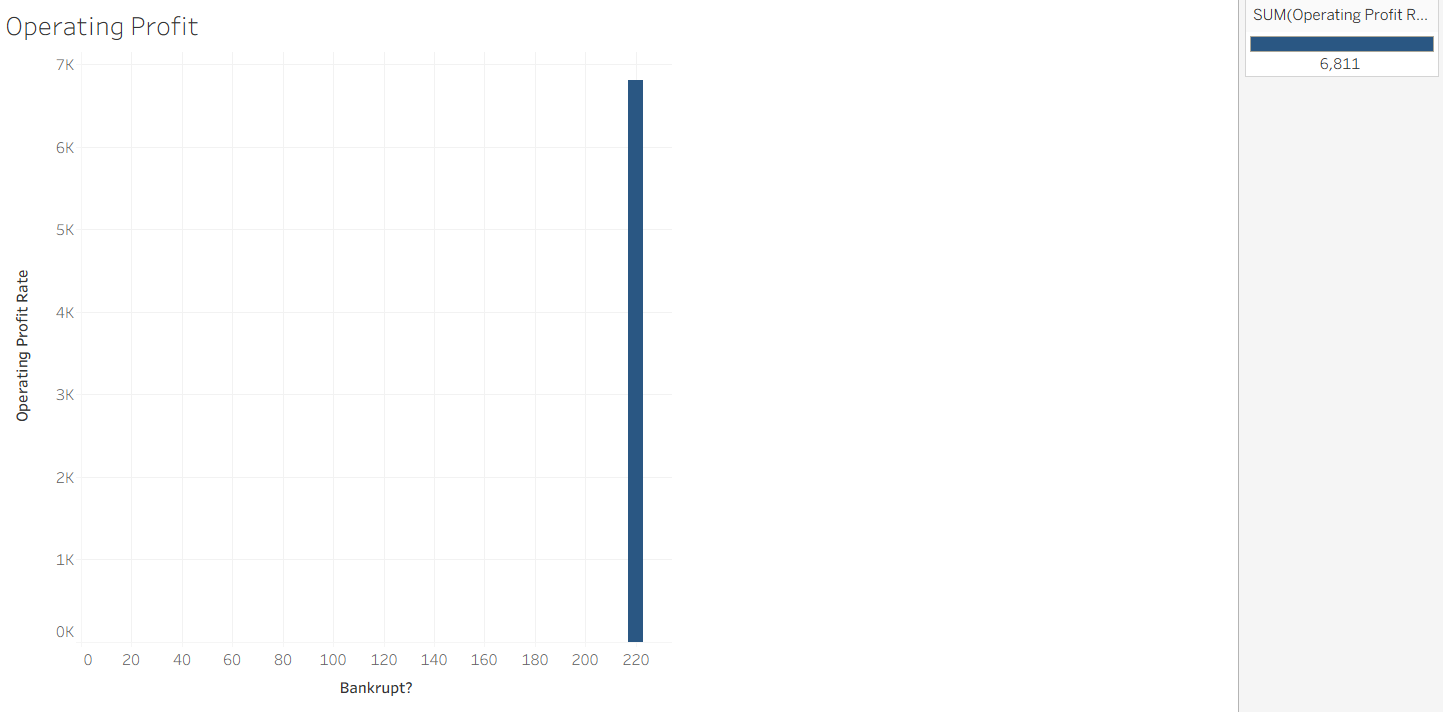 Operating Profit
SUM(Operating Profit R...
6,811
7K
6K
5K
4K
3K
2K
1K
0K
Operating Profit Rate
0 20 40 60 80 100 120 140 160 180 200 220
Bankrupt?